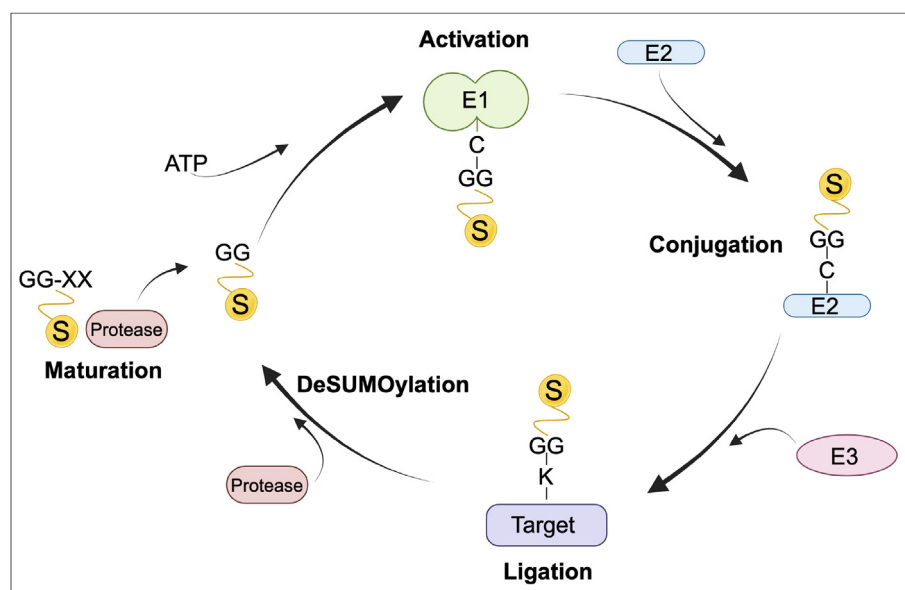 Activation
E2
E1
C
GG
S
ATP
S
GG
C
E2
Conjugation
GG
S
GG-XX
S
Protease
Maturation
DeSUMOylation
S
GG
K
Target
Ligation
E3
Protease